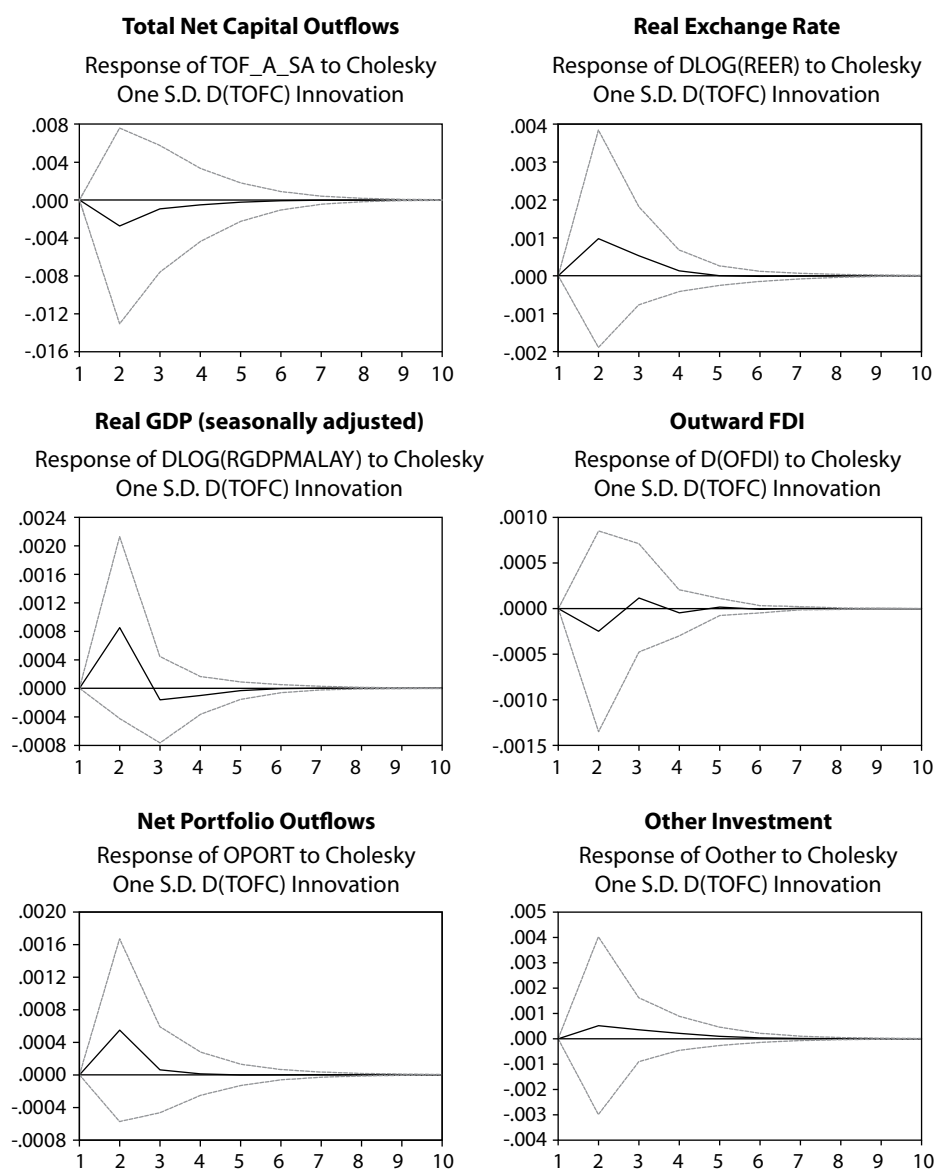 Total Net Capital Outflows
Response of TOF_A_SA to Cholesky
One S.D. D(TOFC) Innovation
.008
.004
.000
-.004
-.008
-.012
-.016
1 2 3 4 5 6 7 8 9 10
Real Exchange Rate
Response of DLOG(REER) to Cholesky
One S.D. D(TOFC) Innovation
.004
.003
.002
.001
.000
-.001
-.002
1 2 3 4 5 6 7 8 9 10
Real GDP (seasonally adjusted)
Response of DLOG(RGDPMALAY) to Cholesky
One S.D. D(TOFC) Innovation
.0024
.0020
.0016
.0012
.0008
.0004
.0000
-.0004
-.0008
1 2 3 4 5 6 7 8 9 10
Outward FDI
Response of D(OFDI) to Cholesky
One S.D. D(TOFC) Innovation
.0010
.0005
.0000
-.0005
-.0010
-.0015
1 2 3 4 5 6 7 8 9 10
Net Portfolio Outflows
Response of OPORT to Cholesky
One S.D. D(TOFC) Innovation
.0020
.0016
.0012
.0008
.0004
.0000
-.0004
-.0008
1 2 3 4 5 6 7 8 9 10
Other Investment
Response of Oother to Cholesky
One S.D. D(TOFC) Innovation
.005
.004
.003
.002
.001
.000
-.001
-.002
-.003
-.004
1 2 3 4 5 6 7 8 9 10